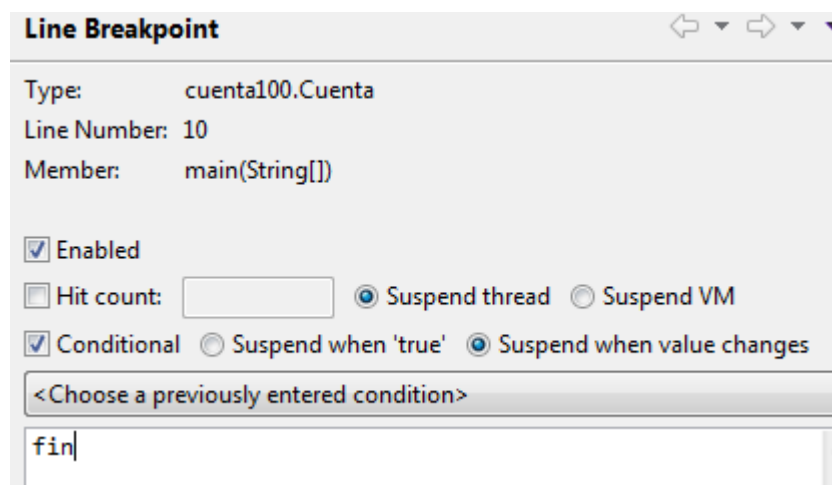 Line Breakpoint
Type: cuenta100.Cuenta
Line Number: 10
Member: main(String[])
Enabled
Hit count: Suspend thread Suspend VM
Conditional Suspend when 'true' Suspend when value changes
<Choose a previously entered condition>
fin